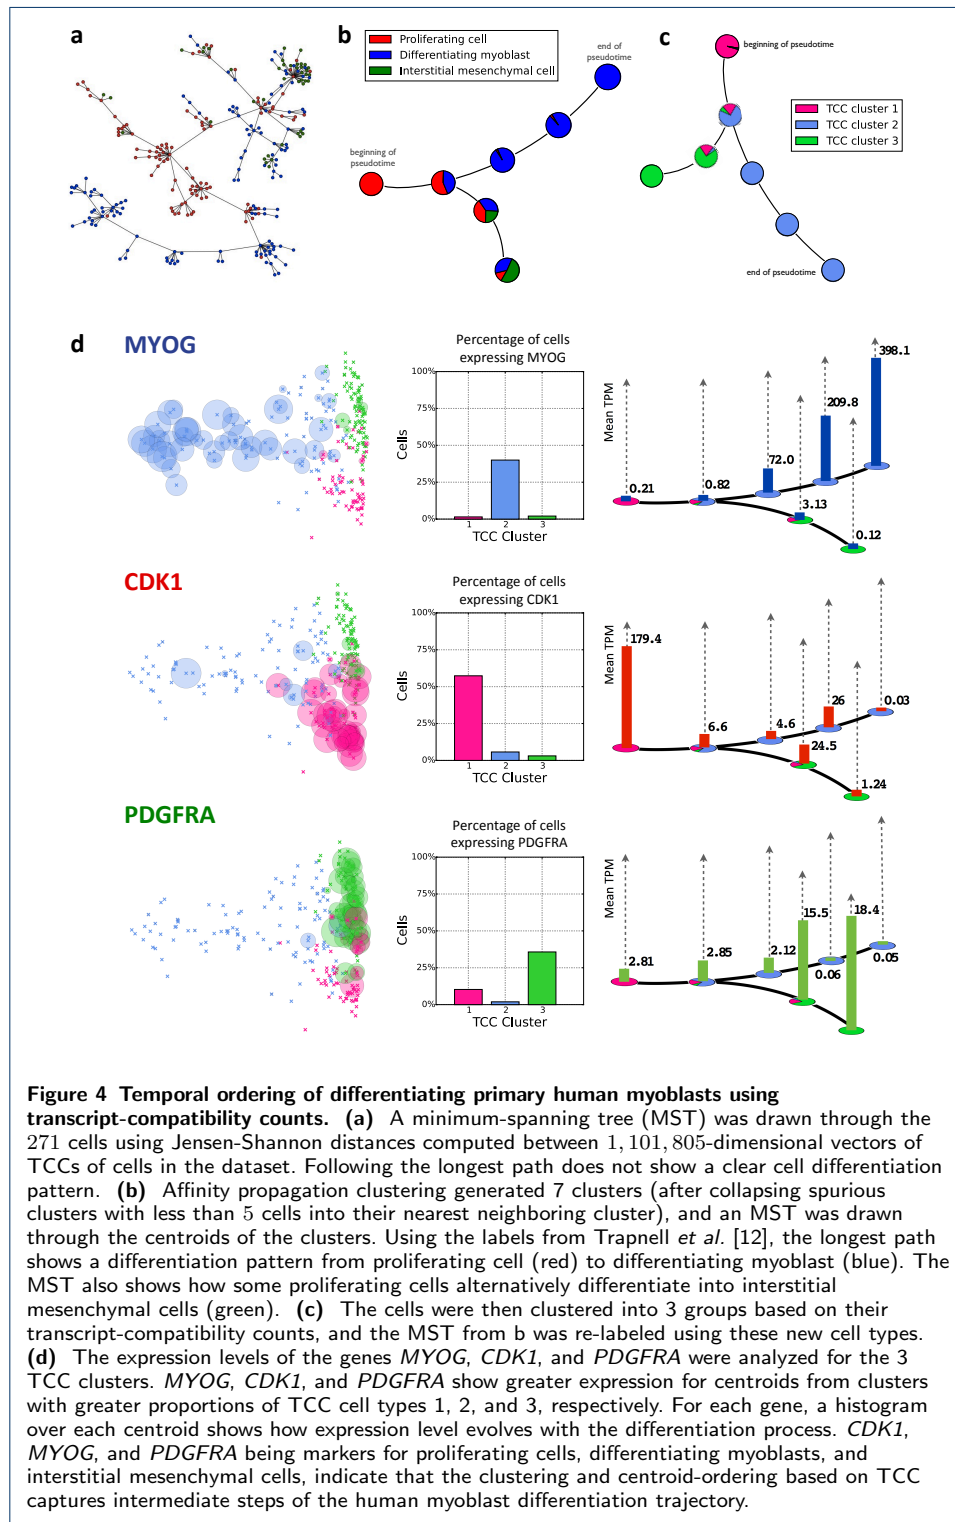 a
b
Proliferating cell
Differentiating myoblast
Interstitial mesenchymal cell
end of
pseudotime
beginning of
pseudotime
c
beginning of pseudotime
TCC cluster 1
TCC cluster 2
TCC cluster 3
end of pseudotime
d
MYOG
Percentage of cells
expressing MYOG
100%
75%
50%
25%
0%
Cells
1 2 3
TCC Cluster
Mean TPM
0.21
0.82
72.0
209.8
398.1
3.13
0.12
CDK1
Percentage of cells
expressing CDK1
100%
75%
50%
25%
0%
Cells
1 2 3
TCC Cluster
Mean TPM
179.4
6.6
4.6
26
0.03
24.5
1.24
PDGFRA
Percentage of cells
expressing PDGFRA
100%
75%
50%
25%
0%
Cells
1 2 3
TCC Cluster
Mean TPM
2.81
2.85
2.12
15.5
0.06
18.4
0.05
Figure 4 Temporal ordering of differentiating primary human myoblasts using
transcript-compatibility counts. (a) A minimum-spanning tree (MST) was drawn through the
271 cells using Jensen-Shannon distances computed between 1, 101, 805-dimensional vectors of
TCCs of cells in the dataset. Following the longest path does not show a clear cell differentiation
pattern. (b) Affinity propagation clustering generated 7 clusters (after collapsing spurious
clusters with less than 5 cells into their nearest neighboring cluster), and an MST was drawn
through the centroids of the clusters. Using the labels from Trapnell et al. [12], the longest path
shows a differentiation pattern from proliferating cell (red) to differentiating myoblast (blue). The
MST also shows how some proliferating cells alternatively differentiate into interstitial
mesenchymal cells (green). (c) The cells were then clustered into 3 groups based on their
transcript-compatibility counts, and the MST from b was re-labeled using these new cell types.
(d) The expression levels of the genes MYOG, CDK1, and PDGFRA were analyzed for the 3
TCC clusters. MYOG, CDK1, and PDGFRA show greater expression for centroids from clusters
with greater proportions of TCC cell types 1, 2, and 3, respectively. For each gene, a histogram
over each centroid shows how expression level evolves with the differentiation process. CDK1,
MYOG, and PDGFRA being markers for proliferating cells, differentiating myoblasts, and
interstitial mesenchymal cells, indicate that the clustering and centroid-ordering based on TCC
captures intermediate steps of the human myoblast differentiation trajectory.